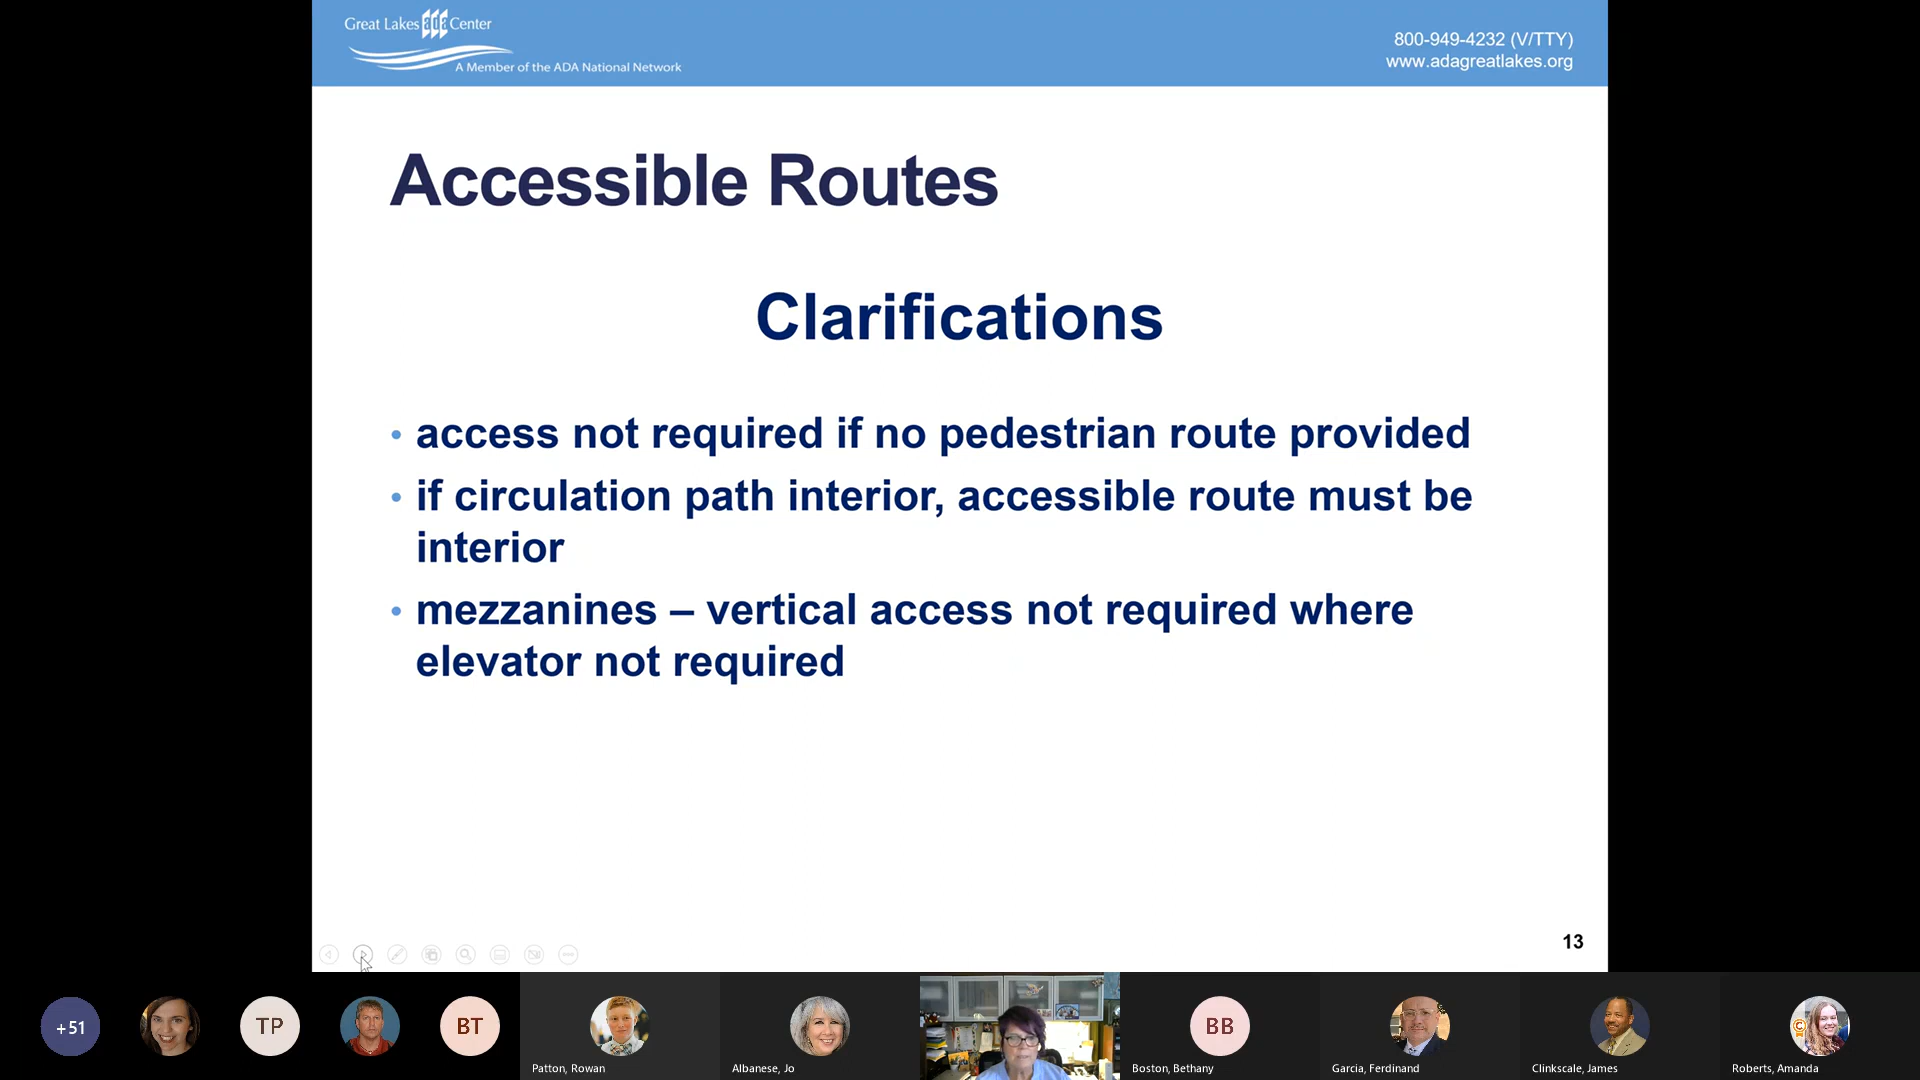 Great Lakes ada Center
A Member of the ADA National Network
800-949-4232 (V/TTY)
www.adagreatlakes.org
Accessible Routes
Clarifications
• access not required if no pedestrian route provided
• if circulation path interior, accessible route must be
interior
• mezzanines – vertical access not required where
elevator not required
13
+51
TP
BT
BB
Patton, Rowan
Albanese, Jo
Boston, Bethany
Garcia, Ferdinand
Clinkscale, James
Roberts, Amanda